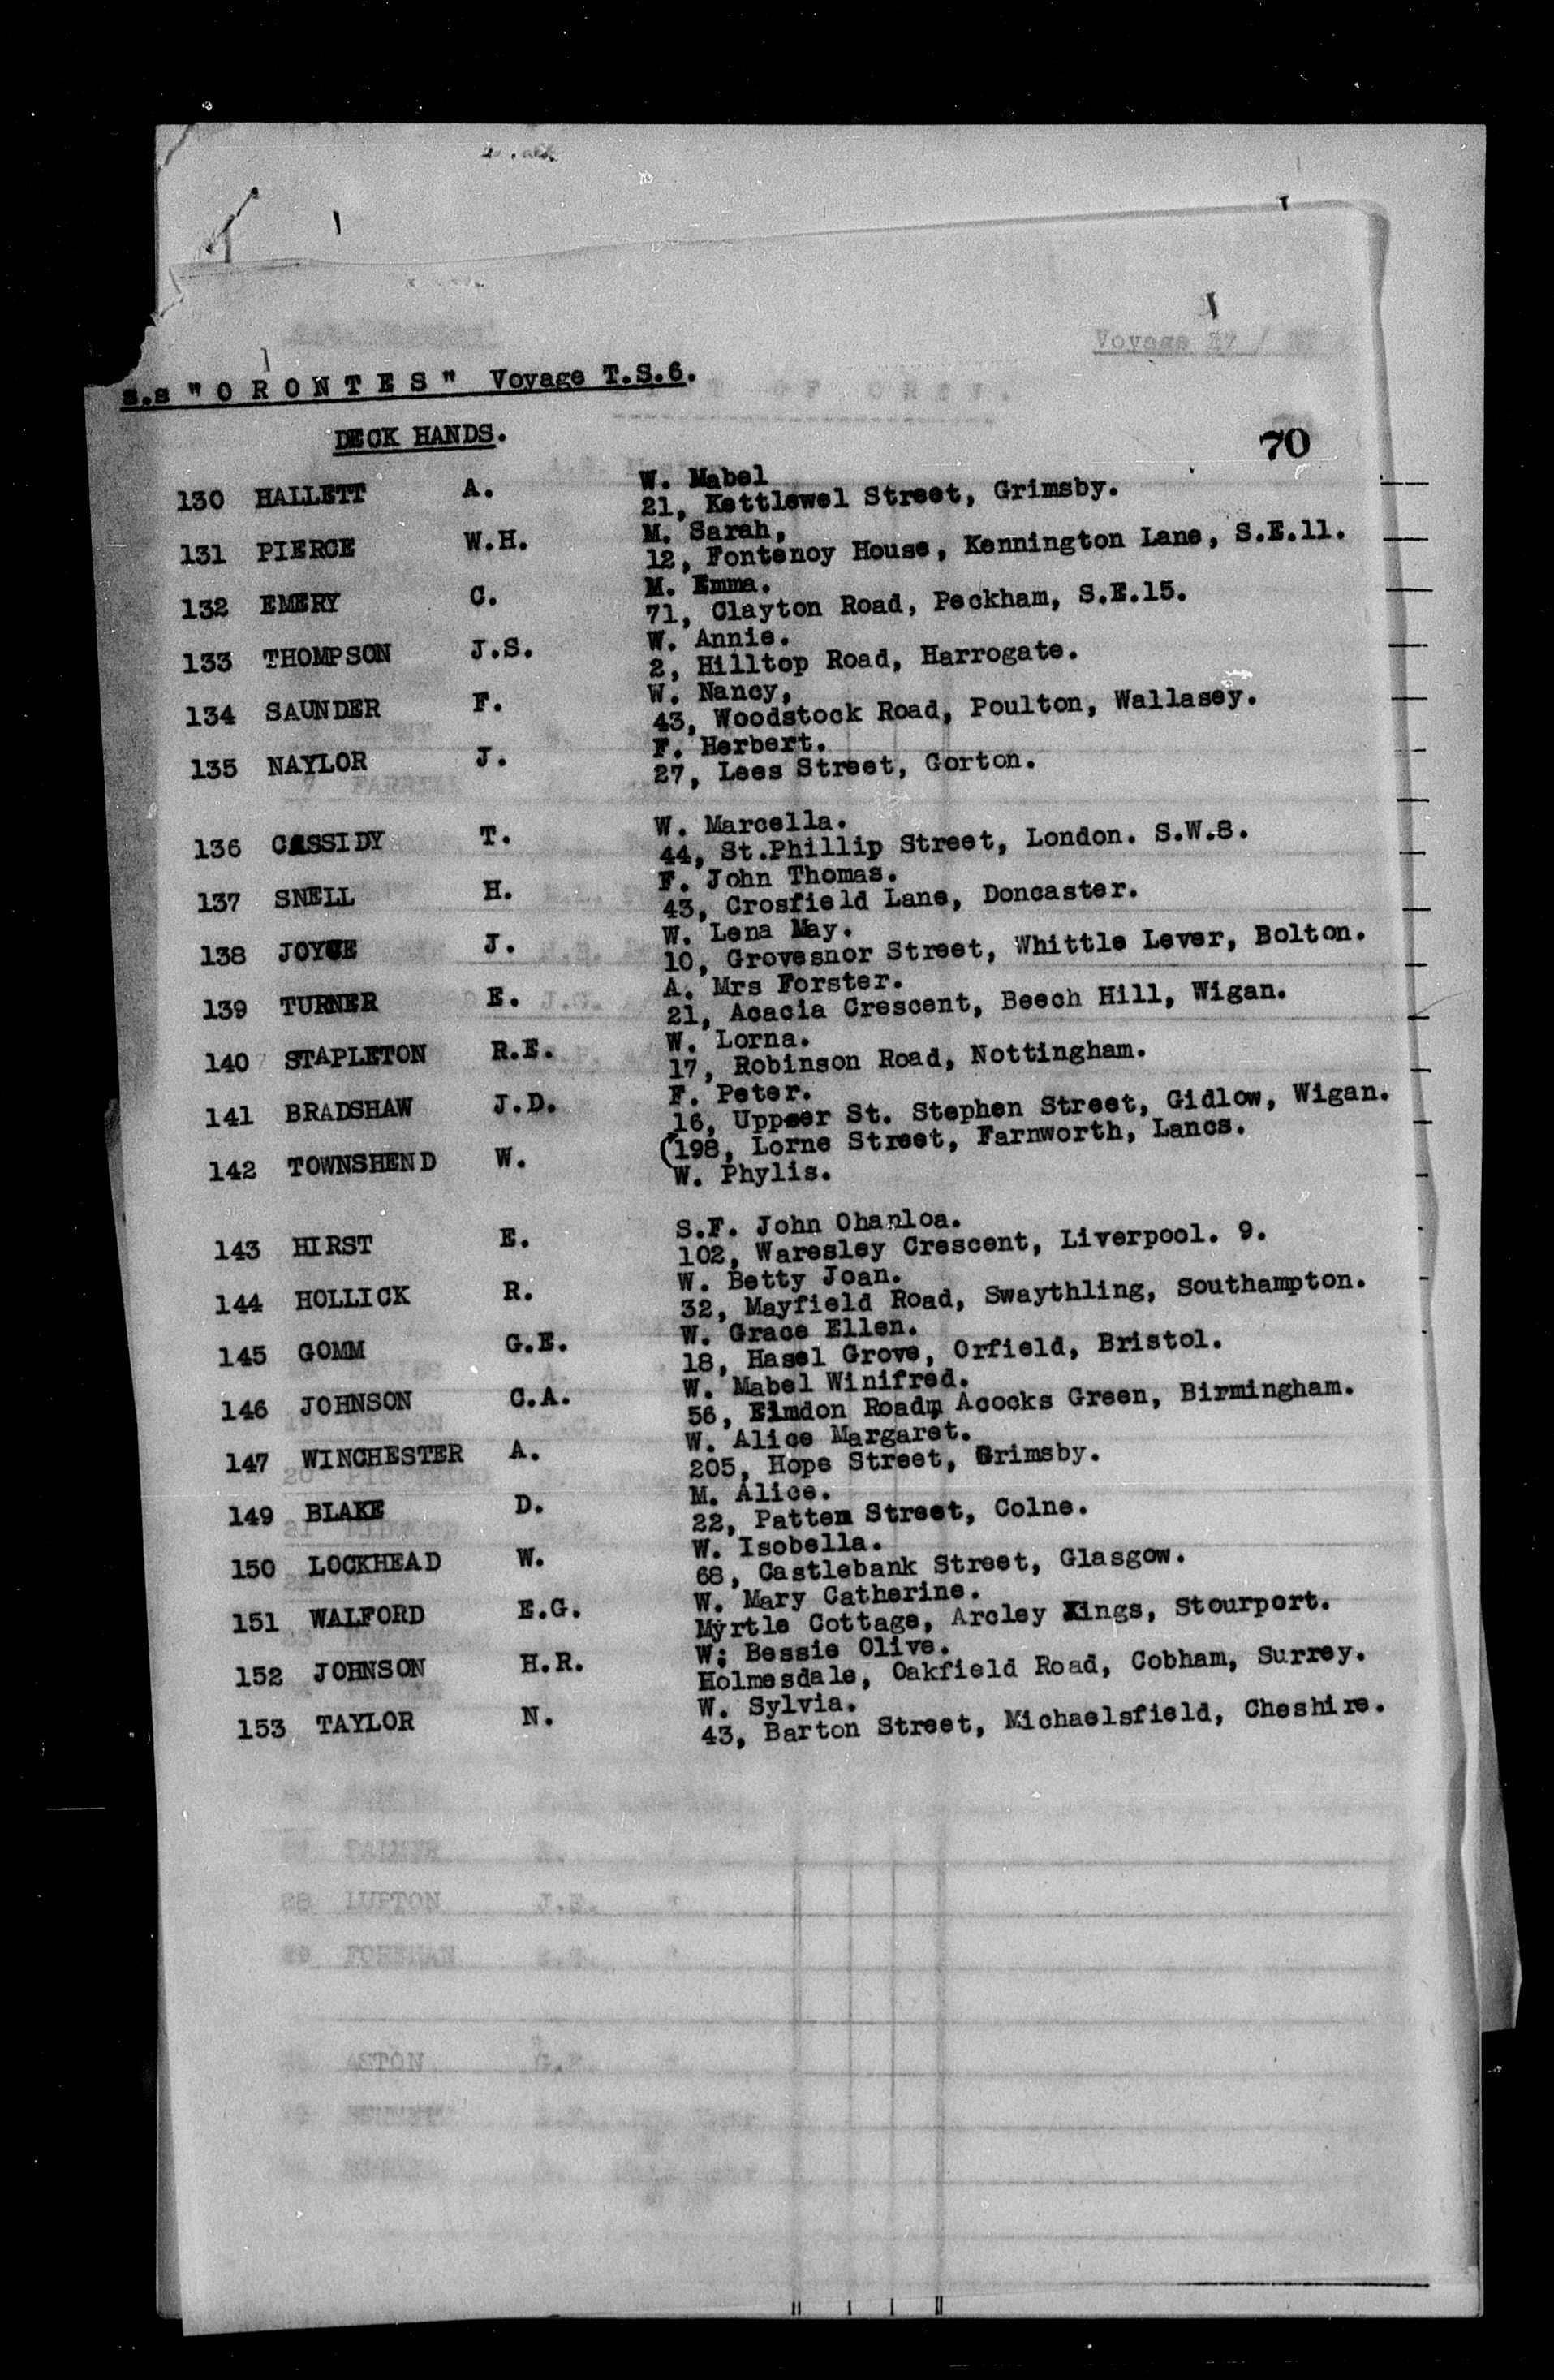 s.s "O R O N T E S" Voyage T.S.6.
DECK HANDS.
70
130 HALLETT A. W. Mabel
21, Kettlewel Street, Grimsby.
131 PIERCE W.H. M. Sarah,
12, Fontenoy House, Kennington Lane, S.E.11.
132 EMERY C. M. Emma.
71, Clayton Road, Peckham, S.E.15.
133 THOMPSON J.S. W. Annie.
2, Hilltop Road, Harrogate.
134 SAUNDER F. W. Nancy,
43, Woodstock Road, Poulton, Wallasey.
135 NAYLOR J. F. Herbert.
27, Lees Street, Gorton.
136 CASSIDY T. W. Marcella.
44, St.Phillip Street, London. S.W.8.
137 SNELL H. F. John Thomas.
43, Crosfield Lane, Doncaster.
138 JOYCE J. W. Lena May.
10, Grovesnor Street, Whittle Lever, Bolton.
139 TURNER E. A. Mrs Forster.
21, Acacia Crescent, Beech Hill, Wigan.
140 STAPLETON R.E. W. Lorna.
17, Robinson Road, Nottingham.
141 BRADSHAW J.D. F. Peter.
16, Uppeer St. Stephen Street, Gidlow, Wigan.
142 TOWNSHEND W. (198, Lorne Street, Farnworth, Lancs.
W. Phylis.
143 HIRST E. S.F. John Ohanloa.
102, Waresley Crescent, Liverpool. 9.
144 HOLLICK R. W. Betty Joan.
32, Mayfield Road, Swaythling, Southampton.
145 GOMM G.E. W. Grace Ellen.
18, Hasel Grove, Orfield, Bristol.
146 JOHNSON C.A. W. Mabel Winifred.
56, Elmdon Road, Acocks Green, Birmingham.
147 WINCHESTER A. W. Alice Margaret.
205, Hope Street, Grimsby.
149 BLAKE D. M. Alice.
22, Patten Street, Colne.
150 LOCKHEAD W. W. Isobella.
68, Castlebank Street, Glasgow.
151 WALFORD E.G. W. Mary Catherine.
Myrtle Cottage, Arcley Kings, Stourport.
152 JOHNSON H.R. W; Bessie Olive.
Holmesdale, Oakfield Road, Cobham, Surrey.
153 TAYLOR N. W. Sylvia.
43, Barton Street, Michaelsfield, Cheshire.
LUPTON J.E.
FOREMAN
ASTON